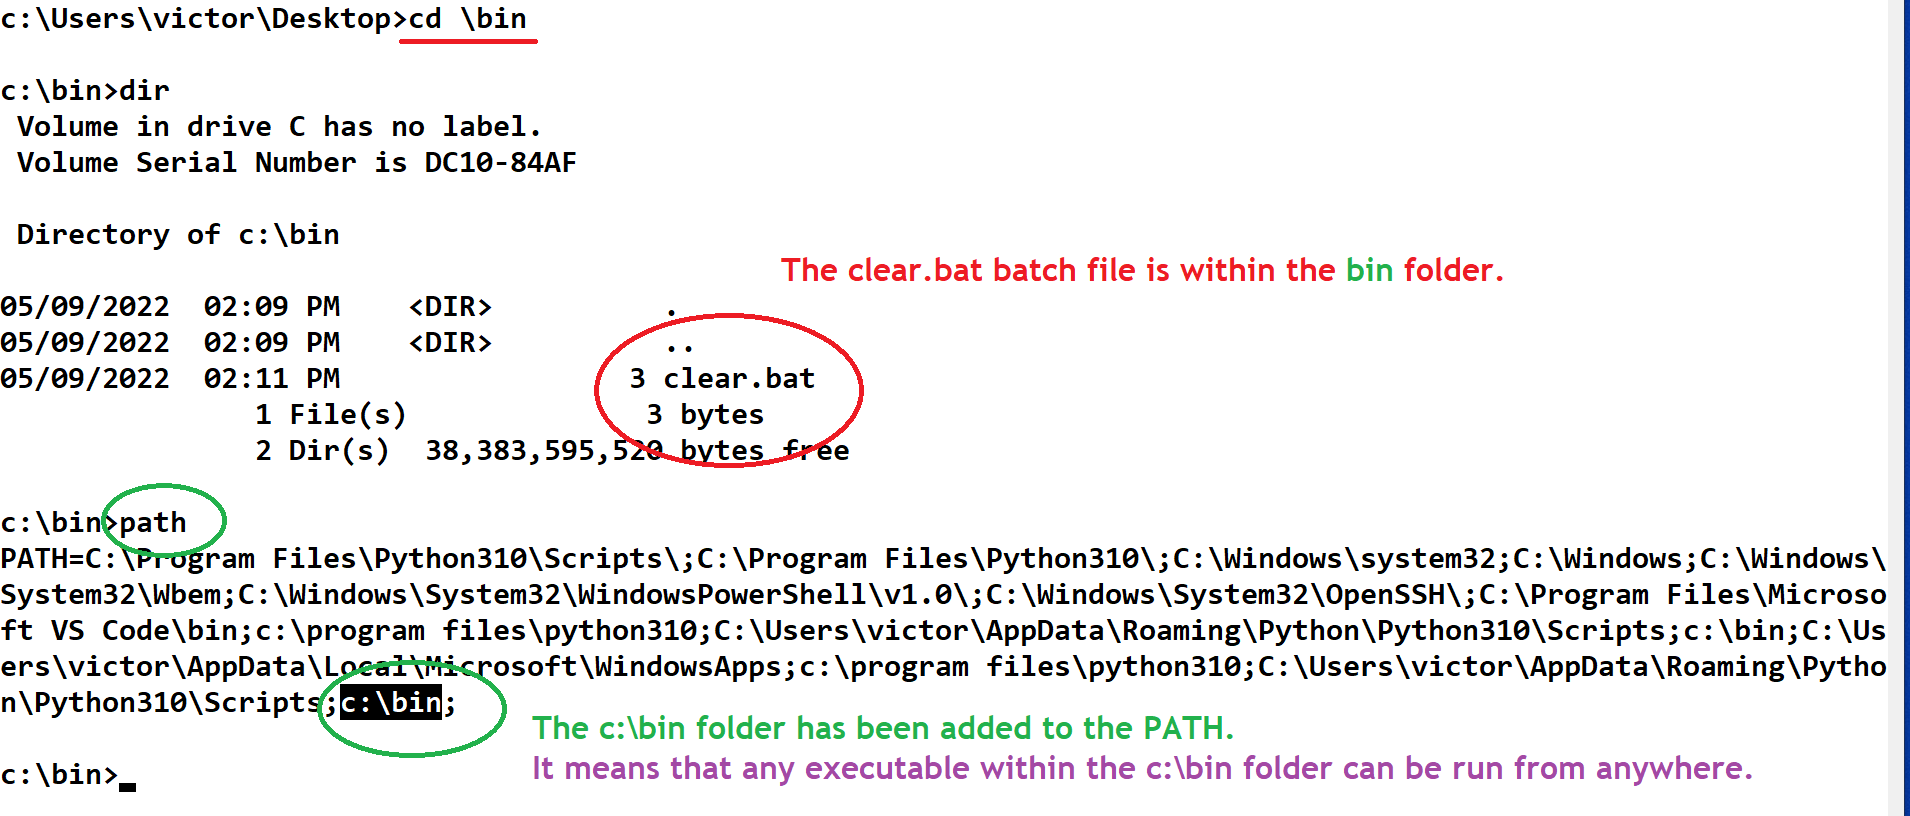 c:\Users\victor\Desktop>cd \bin
c:\bin>dir
Volume in drive C has no label.
Volume Serial Number is DC10-84AF
Directory of c:\bin
The clear.bat batch file is within the bin folder.
05/09/2022  02:09 PM    <DIR>          .
05/09/2022  02:09 PM    <DIR>          ..
05/09/2022  02:11 PM                 3 clear.bat
1 File(s)              3 bytes
2 Dir(s)  38,383,595,520 bytes free
c:\bin>path
PATH=C:\Program Files\Python310\Scripts\;C:\Program Files\Python310\;C:\Windows\system32;C:\Windows;C:\Windows\
System32\Wbem;C:\Windows\System32\WindowsPowerShell\v1.0\;C:\Windows\System32\OpenSSH\;C:\Program Files\Microso
ft VS Code\bin;c:\program files\python310;C:\Users\victor\AppData\Roaming\Python\Python310\Scripts;c:\bin;C:\Us
ers\victor\AppData\Local\Microsoft\WindowsApps;c:\program files\python310;C:\Users\victor\AppData\Roaming\Pytho
n\Python310\Scripts;c:\bin;
The c:\bin folder has been added to the PATH.
It means that any executable within the c:\bin folder can be run from anywhere.
c:\bin>